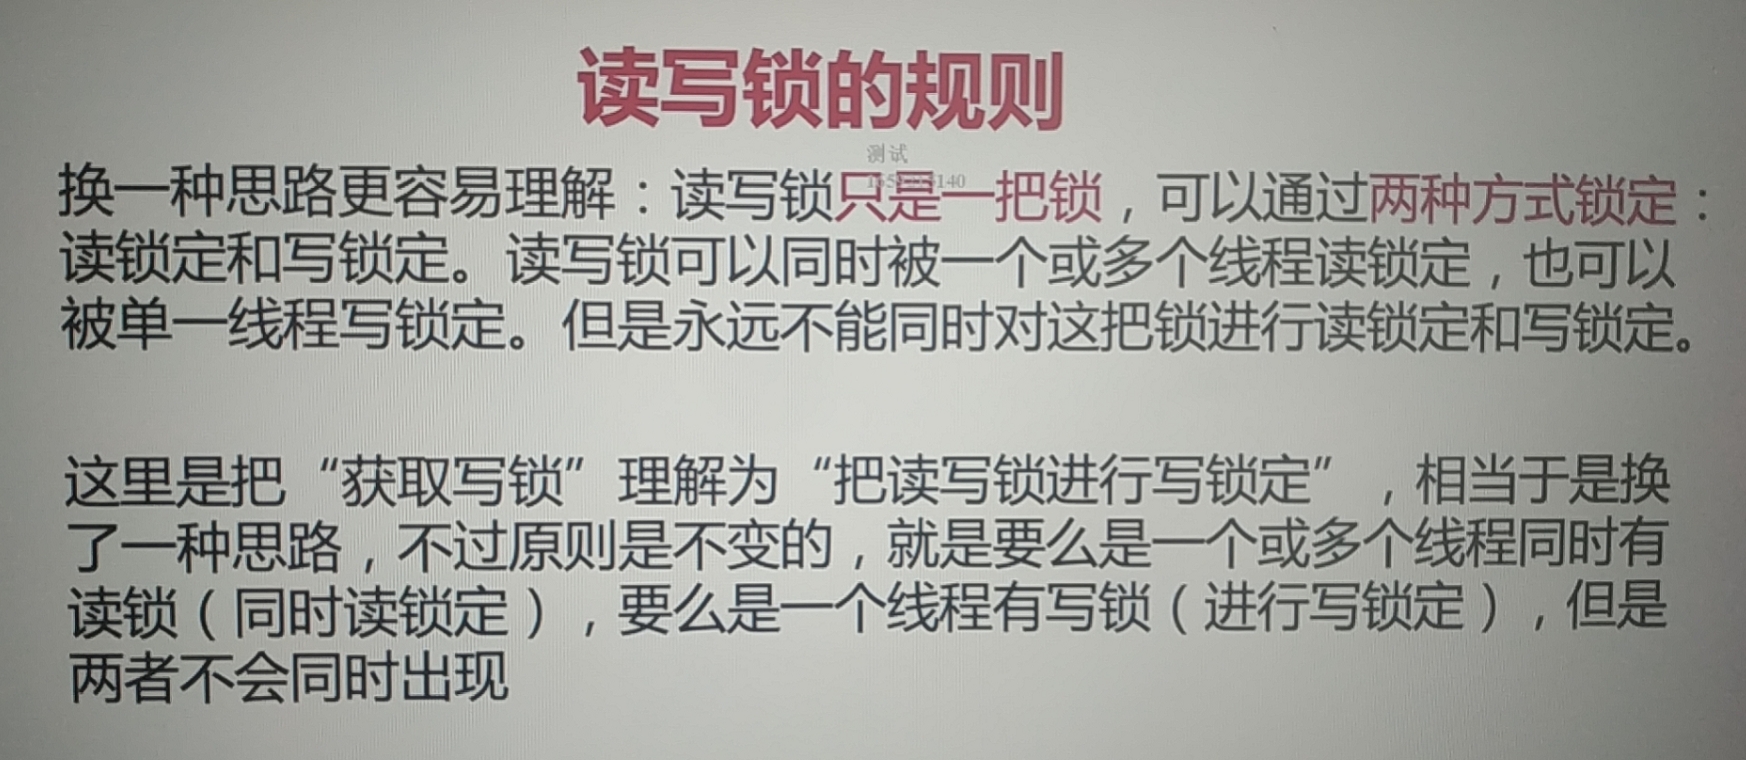 读写锁的规则
测试
换一种思路更容易理解：读写锁只是一把锁，可以通过两种方式锁定：
读锁定和写锁定。读写锁可以同时被一个或多个线程读锁定，也可以
被单一线程写锁定。但是永远不能同时对这把锁进行读锁定和写锁定。
这里是把“获取写锁”理解为“把读写锁进行写锁定”，相当于是换
了一种思路，不过原则是不变的，就是要么是一个或多个线程同时有
读锁（同时读锁定），要么是一个线程有写锁（进行写锁定），但是
两者不会同时出现